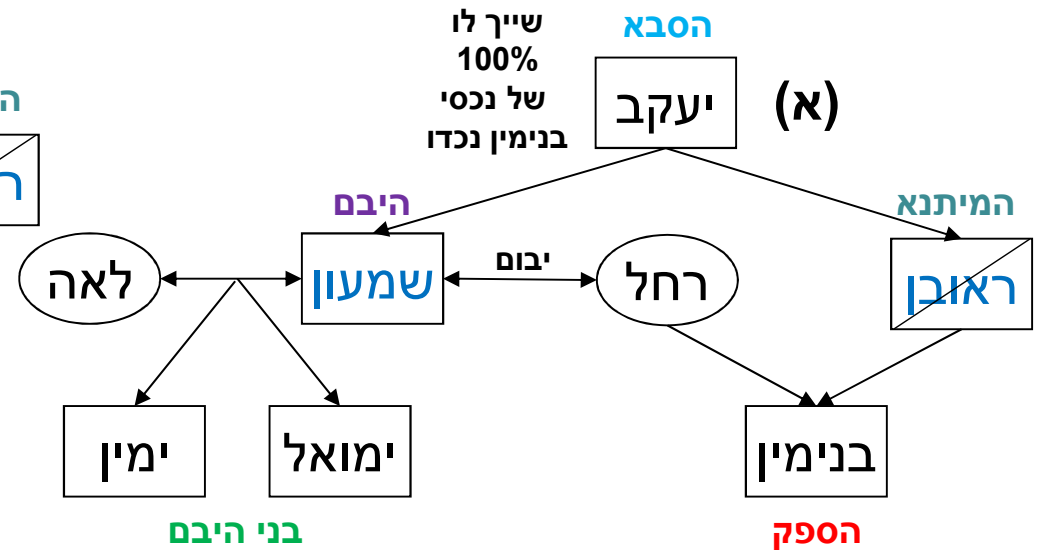 הסבא
שייך לו
100%
של נכסי
בנימין נכדו
(א)
יעקב
המיתנא
היבם
ראובן
רחל
יבום
שמעון
לאה
בנימין
ימואל
ימין
הספק
בני היבם